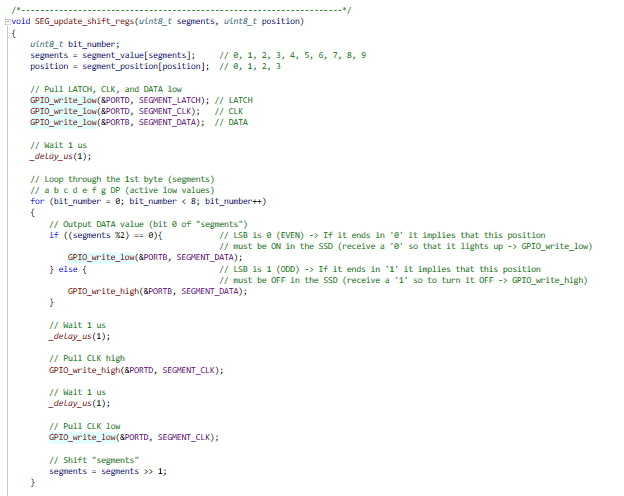 /*--------------------------------------------------------------------*/
void SEG_update_shift_regs(uint8_t segments, uint8_t position)
{
    uint8_t bit_number;
    segments = segment_value[segments];     // 0, 1, 2, 3, 4, 5, 6, 7, 8, 9
    position = segment_position[position];  // 0, 1, 2, 3

    // Pull LATCH, CLK, and DATA low
    GPIO_write_low(&PORTD, SEGMENT_LATCH); // LATCH
    GPIO_write_low(&PORTD, SEGMENT_CLK);   // CLK
    GPIO_write_low(&PORTB, SEGMENT_DATA);  // DATA

    // Wait 1 us
    _delay_us(1);

    // Loop through the 1st byte (segments)
    // a b c d e f g DP (active low values)
    for (bit_number = 0; bit_number < 8; bit_number++)
    {
        // Output DATA value (bit 0 of "segments")
        if ((segments %2) == 0){            // LSB is 0 (EVEN) -> If it ends in '0' it implies that this position
                                            // must be ON in the SSD (receive a '0' so that it lights up -> GPIO_write_low)
            GPIO_write_low(&PORTB, SEGMENT_DATA);
        } else {                            // LSB is 1 (ODD) -> If it ends in '1' it implies that this position
                                            // must be OFF in the SSD (receive a '1' so to turn it OFF -> GPIO_write_high)
            GPIO_write_high(&PORTB, SEGMENT_DATA);
        }

        // Wait 1 us
        _delay_us(1);

        // Pull CLK high
        GPIO_write_high(&PORTD, SEGMENT_CLK);

        // Wait 1 us
        _delay_us(1);

        // Pull CLK low
        GPIO_write_low(&PORTD, SEGMENT_CLK);

        // Shift "segments"
        segments = segments >> 1;
    }